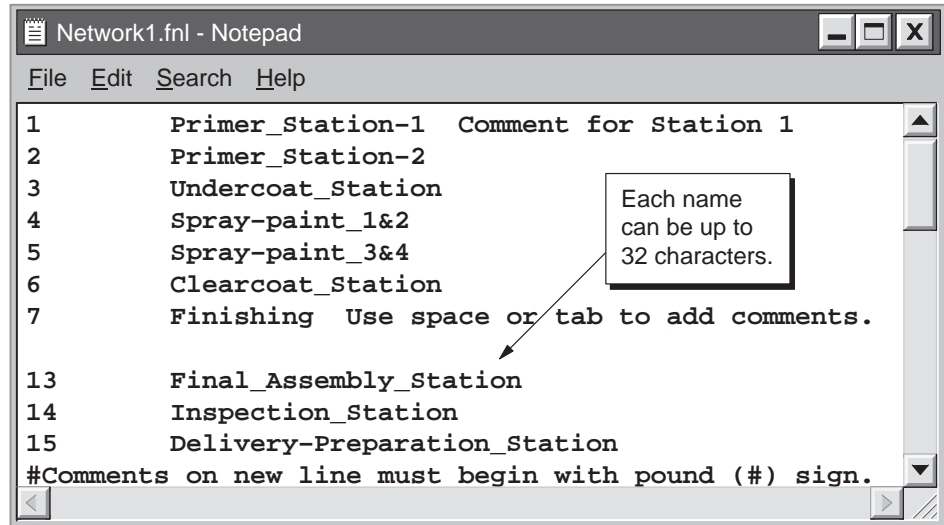 Network1.fnl - Notepad
File Edit Search Help
1 Primer_Station-1 Comment for Station 1
2 Primer_Station-2
3 Undercoat_Station
4 Spray-paint_1&2
5 Spray-paint_3&4
6 Clearcoat_Station
7 Finishing Use space or tab to add comments.
Each name
can be up to
32 characters.
13 Final_Assembly_Station
14 Inspection_Station
15 Delivery-Preparation_Station
#Comments on new line must begin with pound (#) sign.